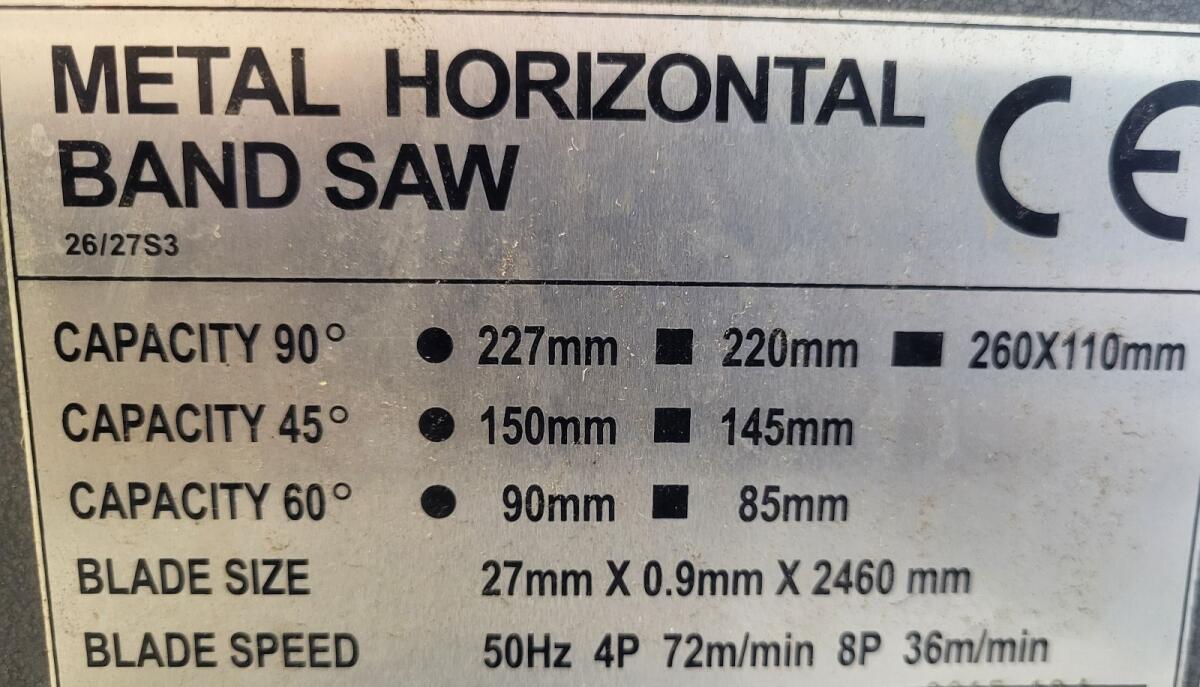 METAL HORIZONTAL
BAND SAW
CE
26/27S3
CAPACITY 90° ● 227mm ■ 220mm ■ 260X110mm
CAPACITY 45° ● 150mm ■ 145mm
CAPACITY 60° ● 90mm ■ 85mm
BLADE SIZE 27mm X 0.9mm X 2460 mm
BLADE SPEED 50Hz 4P 72m/min 8P 36m/min